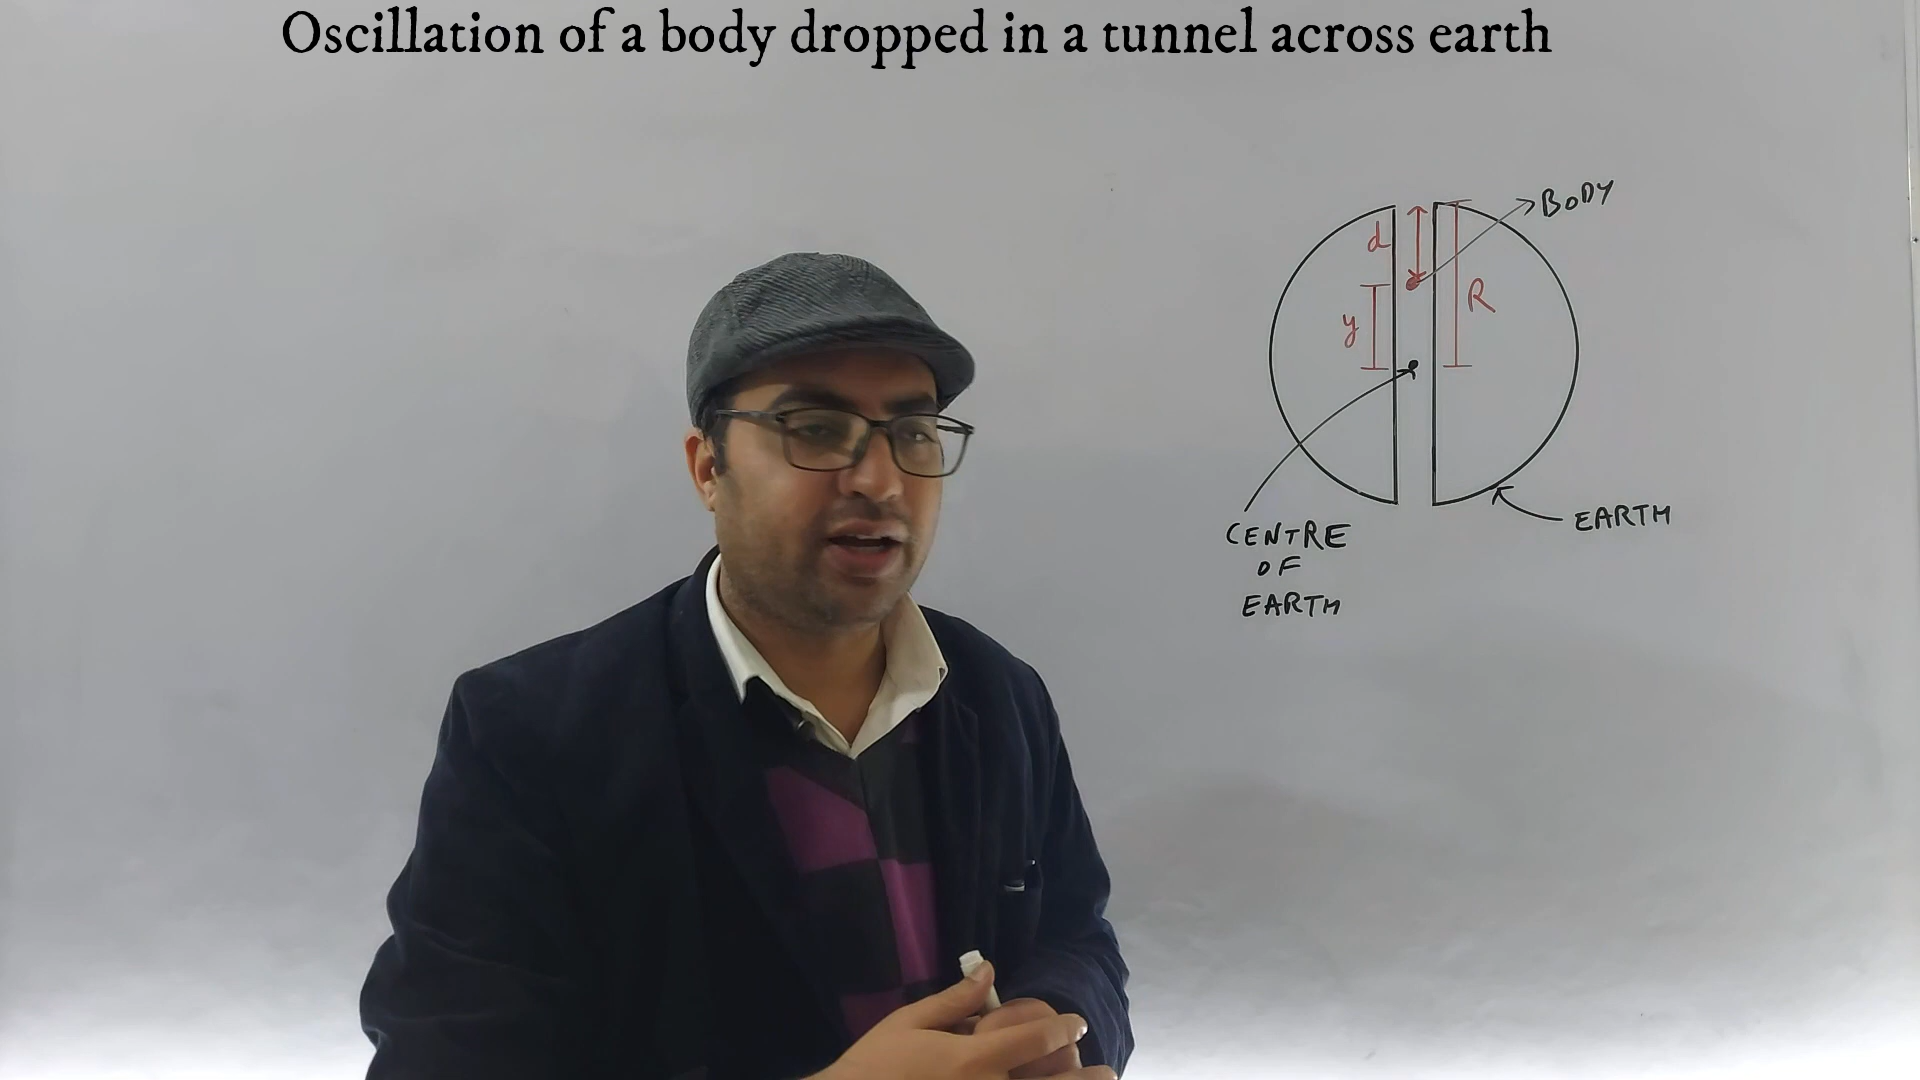 Oscillation of a body dropped in a tunnel across earth
BODY
d
R
y
CENTRE
OF
EARTH
EARTH